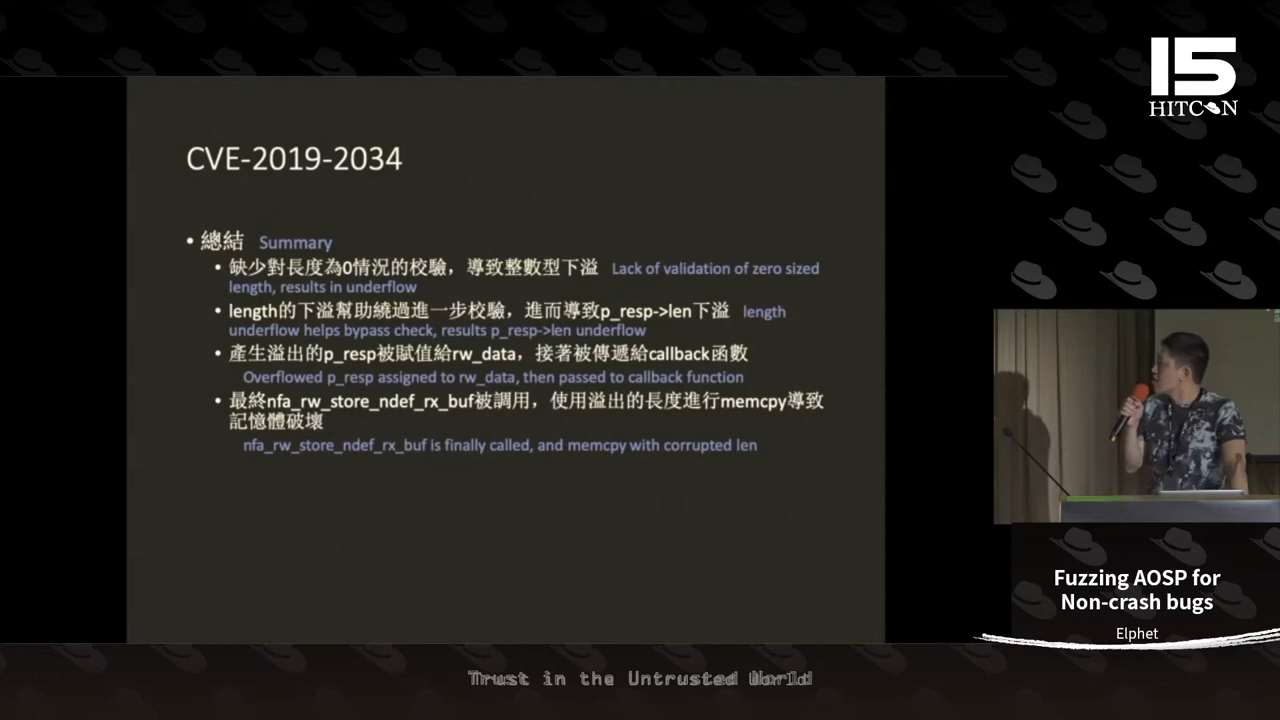 15
HITCON
CVE-2019-2034
• 總結 Summary
• 缺少對長度為0情況的校驗，導致整數型下溢 Lack of validation of zero sized
length, results in underflow
• length的下溢幫助繞過進一步校驗，進而導致p_resp->len下溢 length
underflow helps bypass check, results p_resp->len underflow
• 產生溢出的p_resp被賦值給rw_data，接著被傳遞給callback函數
Overflowed p_resp assigned to rw_data, then passed to callback function
• 最終nfa_rw_store_ndef_rx_buf被調用，使用溢出的長度進行memcpy導致
記憶體破壞
nfa_rw_store_ndef_rx_buf is finally called, and memcpy with corrupted len
Fuzzing AOSP for
Non-crash bugs
Elphet
Trust in the Untrusted World